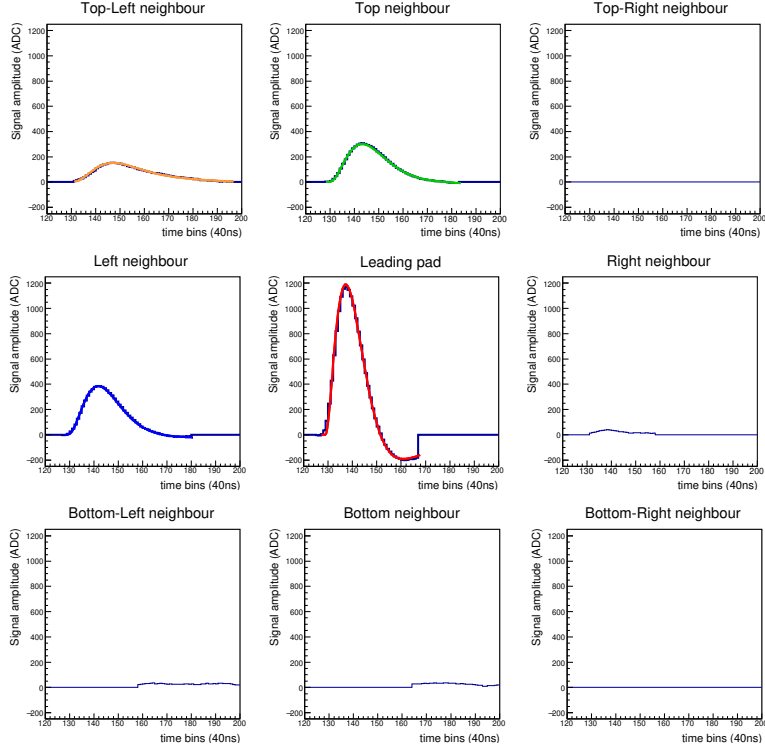 Top-Left neighbour
Top neighbour
Top-Right neighbour
Signal amplitude (ADC)
1200
1000
800
600
400
200
0
−200
120 130 140 150 160 170 180 190 200
time bins (40ns)
Signal amplitude (ADC)
1200
1000
800
600
400
200
0
−200
120 130 140 150 160 170 180 190 200
time bins (40ns)
Signal amplitude (ADC)
1200
1000
800
600
400
200
0
−200
120 130 140 150 160 170 180 190 200
time bins (40ns)
Left neighbour
Leading pad
Right neighbour
Signal amplitude (ADC)
1200
1000
800
600
400
200
0
−200
120 130 140 150 160 170 180 190 200
time bins (40ns)
Signal amplitude (ADC)
1200
1000
800
600
400
200
0
−200
120 130 140 150 160 170 180 190 200
time bins (40ns)
Signal amplitude (ADC)
1200
1000
800
600
400
200
0
−200
120 130 140 150 160 170 180 190 200
time bins (40ns)
Bottom-Left neighbour
Bottom neighbour
Bottom-Right neighbour
Signal amplitude (ADC)
1200
1000
800
600
400
200
0
−200
120 130 140 150 160 170 180 190 200
time bins (40ns)
Signal amplitude (ADC)
1200
1000
800
600
400
200
0
−200
120 130 140 150 160 170 180 190 200
time bins (40ns)
Signal amplitude (ADC)
1200
1000
800
600
400
200
0
−200
120 130 140 150 160 170 180 190 200
time bins (40ns)